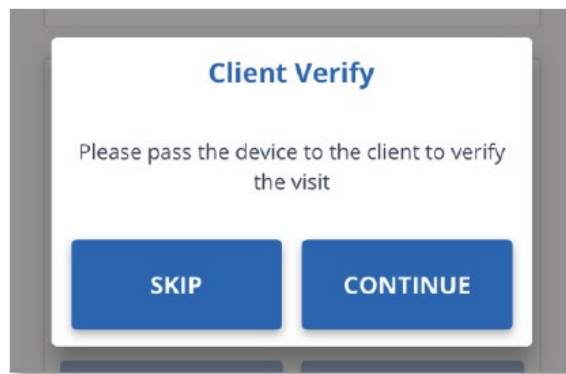 Client Verify
Please pass the device to the client to verify
the visit
SKIP
CONTINUE